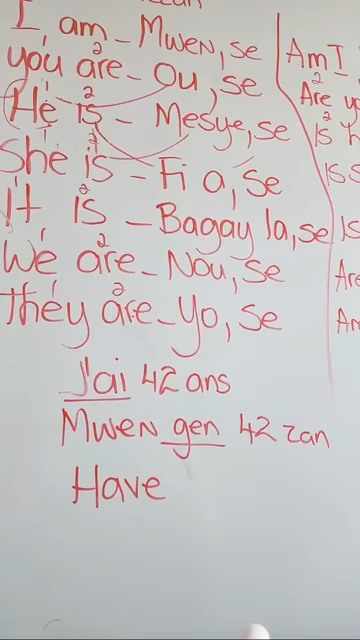 zan
I am - Mwen, se
you are - Ou, se
He is - Mesye, se
She is - Fi a, se
It is - Bagay la, se
We are - Nou, se
They are - Yo, se
J'ai 42 ans
Mwen gen 42 zan
Have
Am I
Are
Is
Is
Is
Are